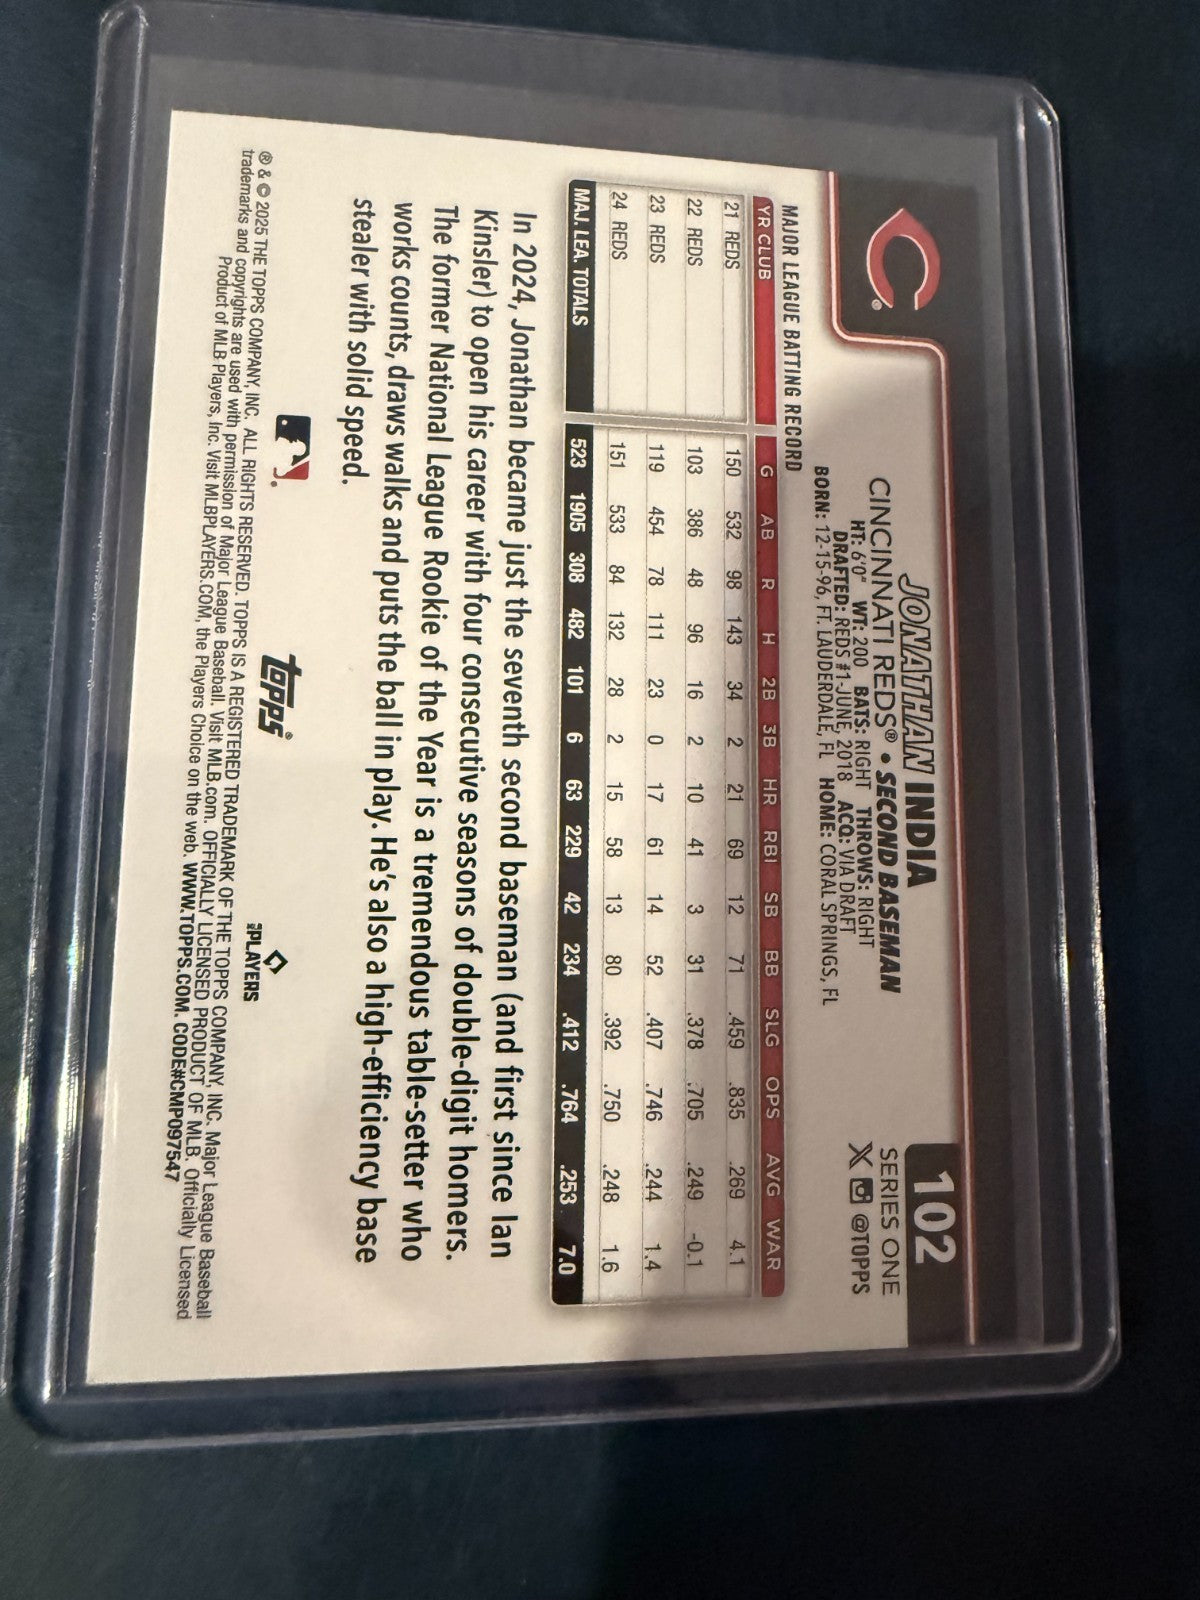 C®
JONATHAN INDIA
CINCINNATI REDS® • SECOND BASEMAN
HT: 6'0" WT: 200 BATS: RIGHT THROWS: RIGHT
DRAFTED: REDS #1-JUNE, 2018 ACQ: VIA DRAFT
BORN: 12-15-96, FT. LAUDERDALE, FL HOME: CORAL SPRINGS, FL
102
SERIES ONE
X @TOPPS
MAJOR LEAGUE BATTING RECORD
YR CLUB G AB R H 2B 3B HR RBI SB BB SLG OPS AVG WAR
21 REDS 150 532 98 143 34 2 21 69 12 71 .459 .835 .269 4.1
22 REDS 103 386 48 96 16 2 10 41 3 31 .378 .705 .249 -0.1
23 REDS 119 454 78 111 23 0 17 61 14 52 .407 .746 .244 1.4
24 REDS 151 533 84 132 28 2 15 58 13 80 .392 .750 .248 1.6
MAJ. LEA. TOTALS 523 1905 308 482 101 6 63 229 42 234 .412 .764 .253 7.0
In 2024, Jonathan became just the seventh second baseman (and first since Ian
Kinsler) to open his career with four consecutive seasons of double-digit homers.
The former National League Rookie of the Year is a tremendous table-setter who
works counts, draws walks and puts the ball in play. He's also a high-efficiency base
stealer with solid speed.
topps®
PLAYERS
® & © 2025 THE TOPPS COMPANY, INC. ALL RIGHTS RESERVED. TOPPS IS A REGISTERED TRADEMARK OF THE TOPPS COMPANY, INC. Major League Baseball
trademarks and copyrights are used with permission of Major League Baseball. Visit MLB.com. OFFICIALLY LICENSED PRODUCT OF MLB. Officially Licensed
Product of MLB Players, Inc. Visit MLBPLAYERS.COM, the Players Choice on the web. WWW.TOPPS.COM. CODE#CMP097547